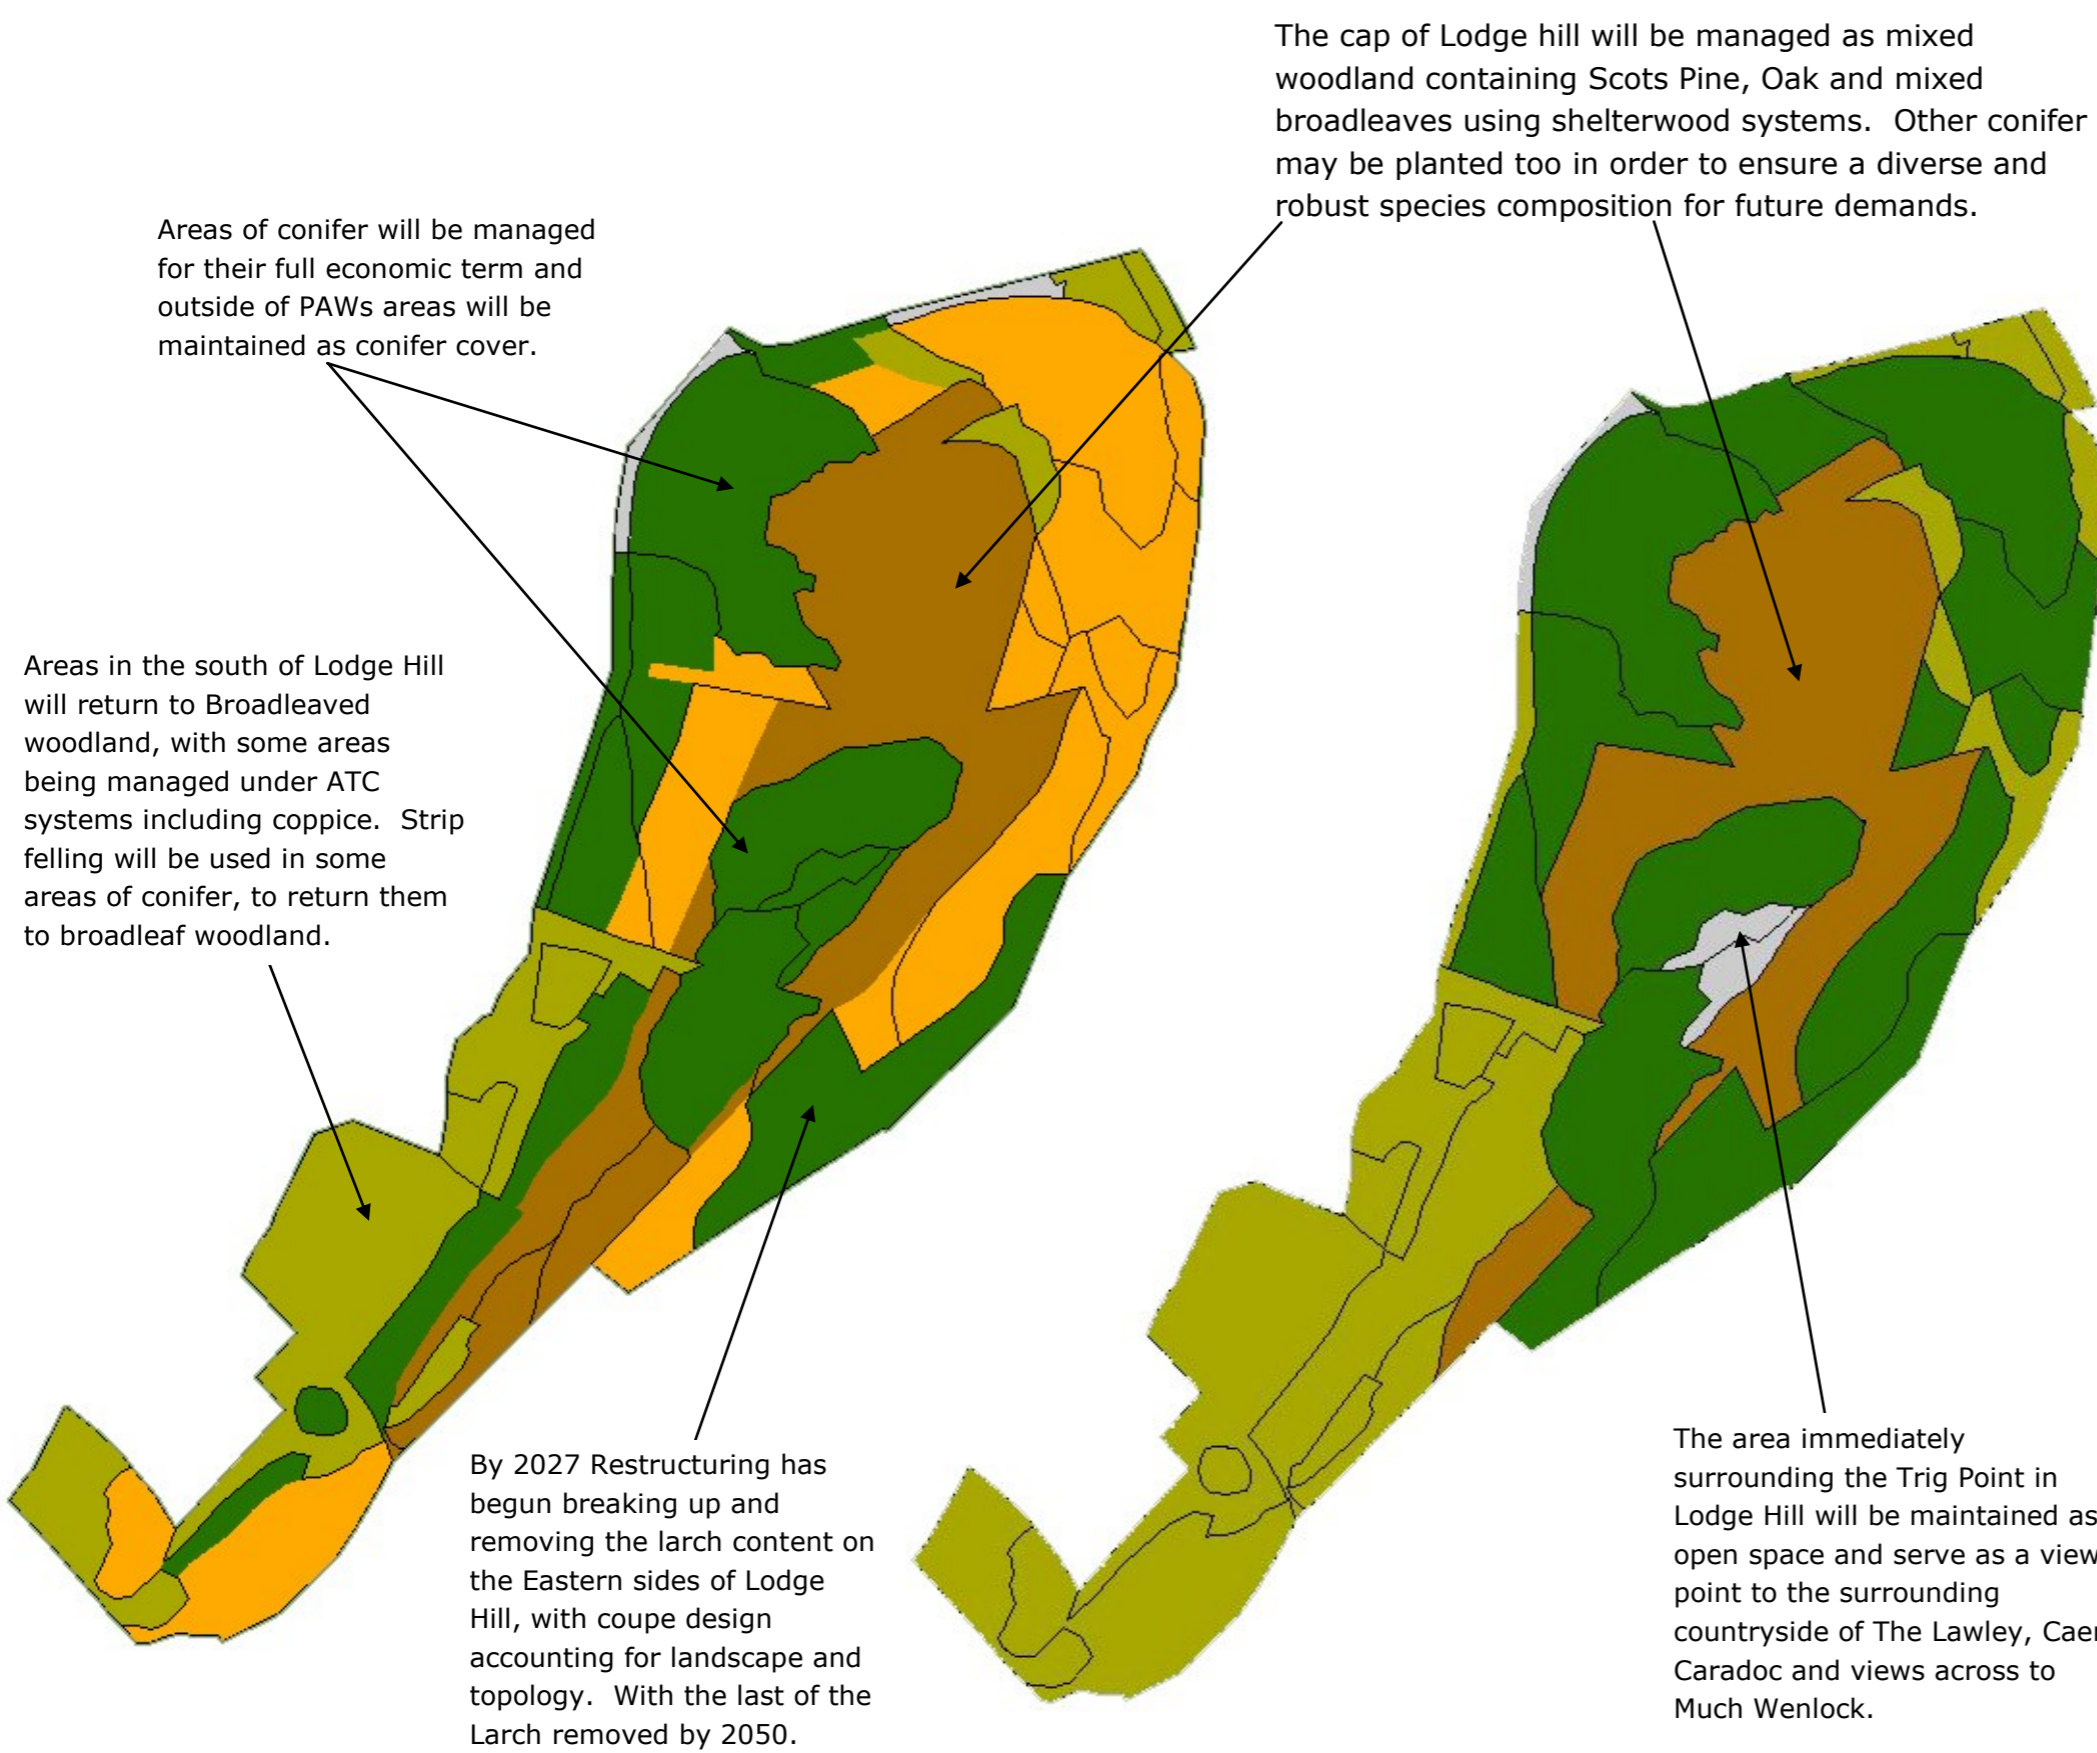 The cap of Lodge hill will be managed as mixed
woodland containing Scots Pine, Oak and mixed
broadleaves using shelterwood systems.  Other conifer
may be planted too in order to ensure a diverse and
robust species composition for future demands.
Areas of conifer will be managed
for their full economic term and
outside of PAWs areas will be
maintained as conifer cover.
Areas in the south of Lodge Hill
will return to Broadleaved
woodland, with some areas
being managed under ATC
systems including coppice.  Strip
felling will be used in some
areas of conifer, to return them
to broadleaf woodland.
By 2027 Restructuring has
begun breaking up and
removing the larch content on
the Eastern sides of Lodge
Hill, with coupe design
accounting for landscape and
topology.  With the last of the
Larch removed by 2050.
The area immediately
surrounding the Trig Point in
Lodge Hill will be maintained as
open space and serve as a view
point to the surrounding
countryside of The Lawley, Caer
Caradoc and views across to
Much Wenlock.